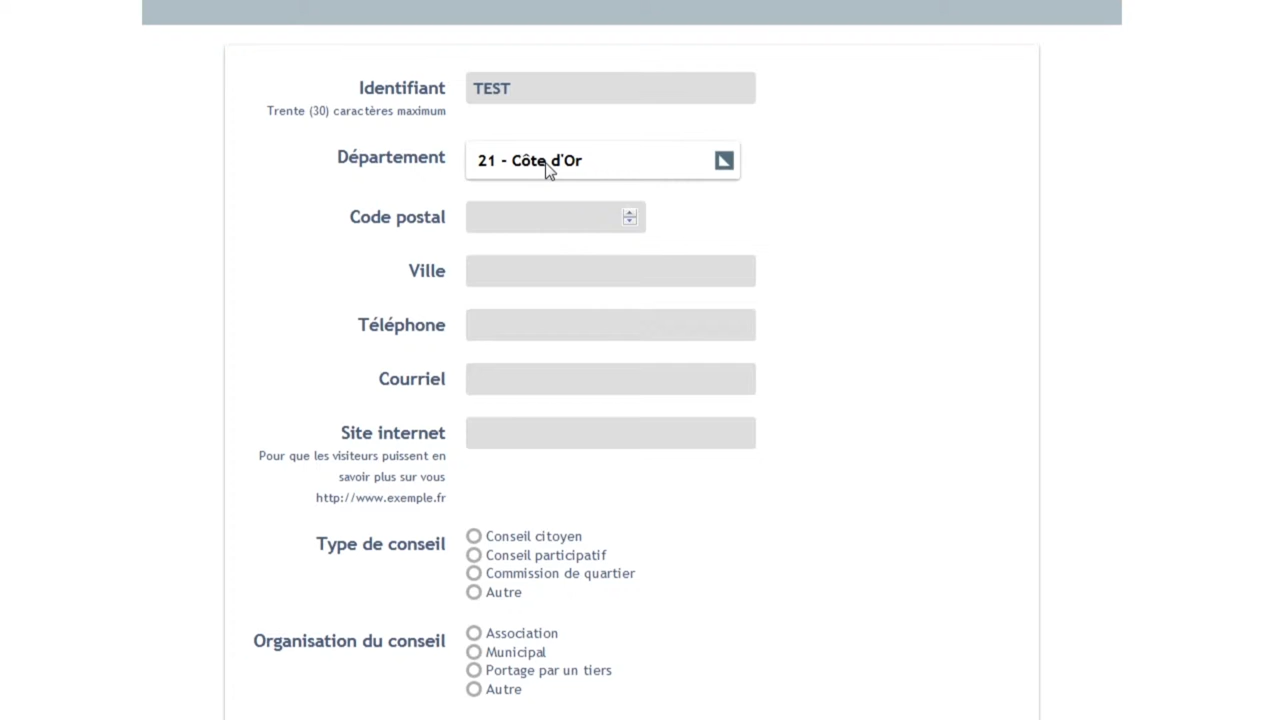 Identifiant
TEST
Trente (30) caractères maximum
Département
21 - Côte d'Or
Code postal
Ville
Téléphone
Courriel
Site internet
Pour que les visiteurs puissent en
savoir plus sur vous
http://www.exemple.fr
Type de conseil
Conseil citoyen
Conseil participatif
Commission de quartier
Autre
Organisation du conseil
Association
Municipal
Portage par un tiers
Autre